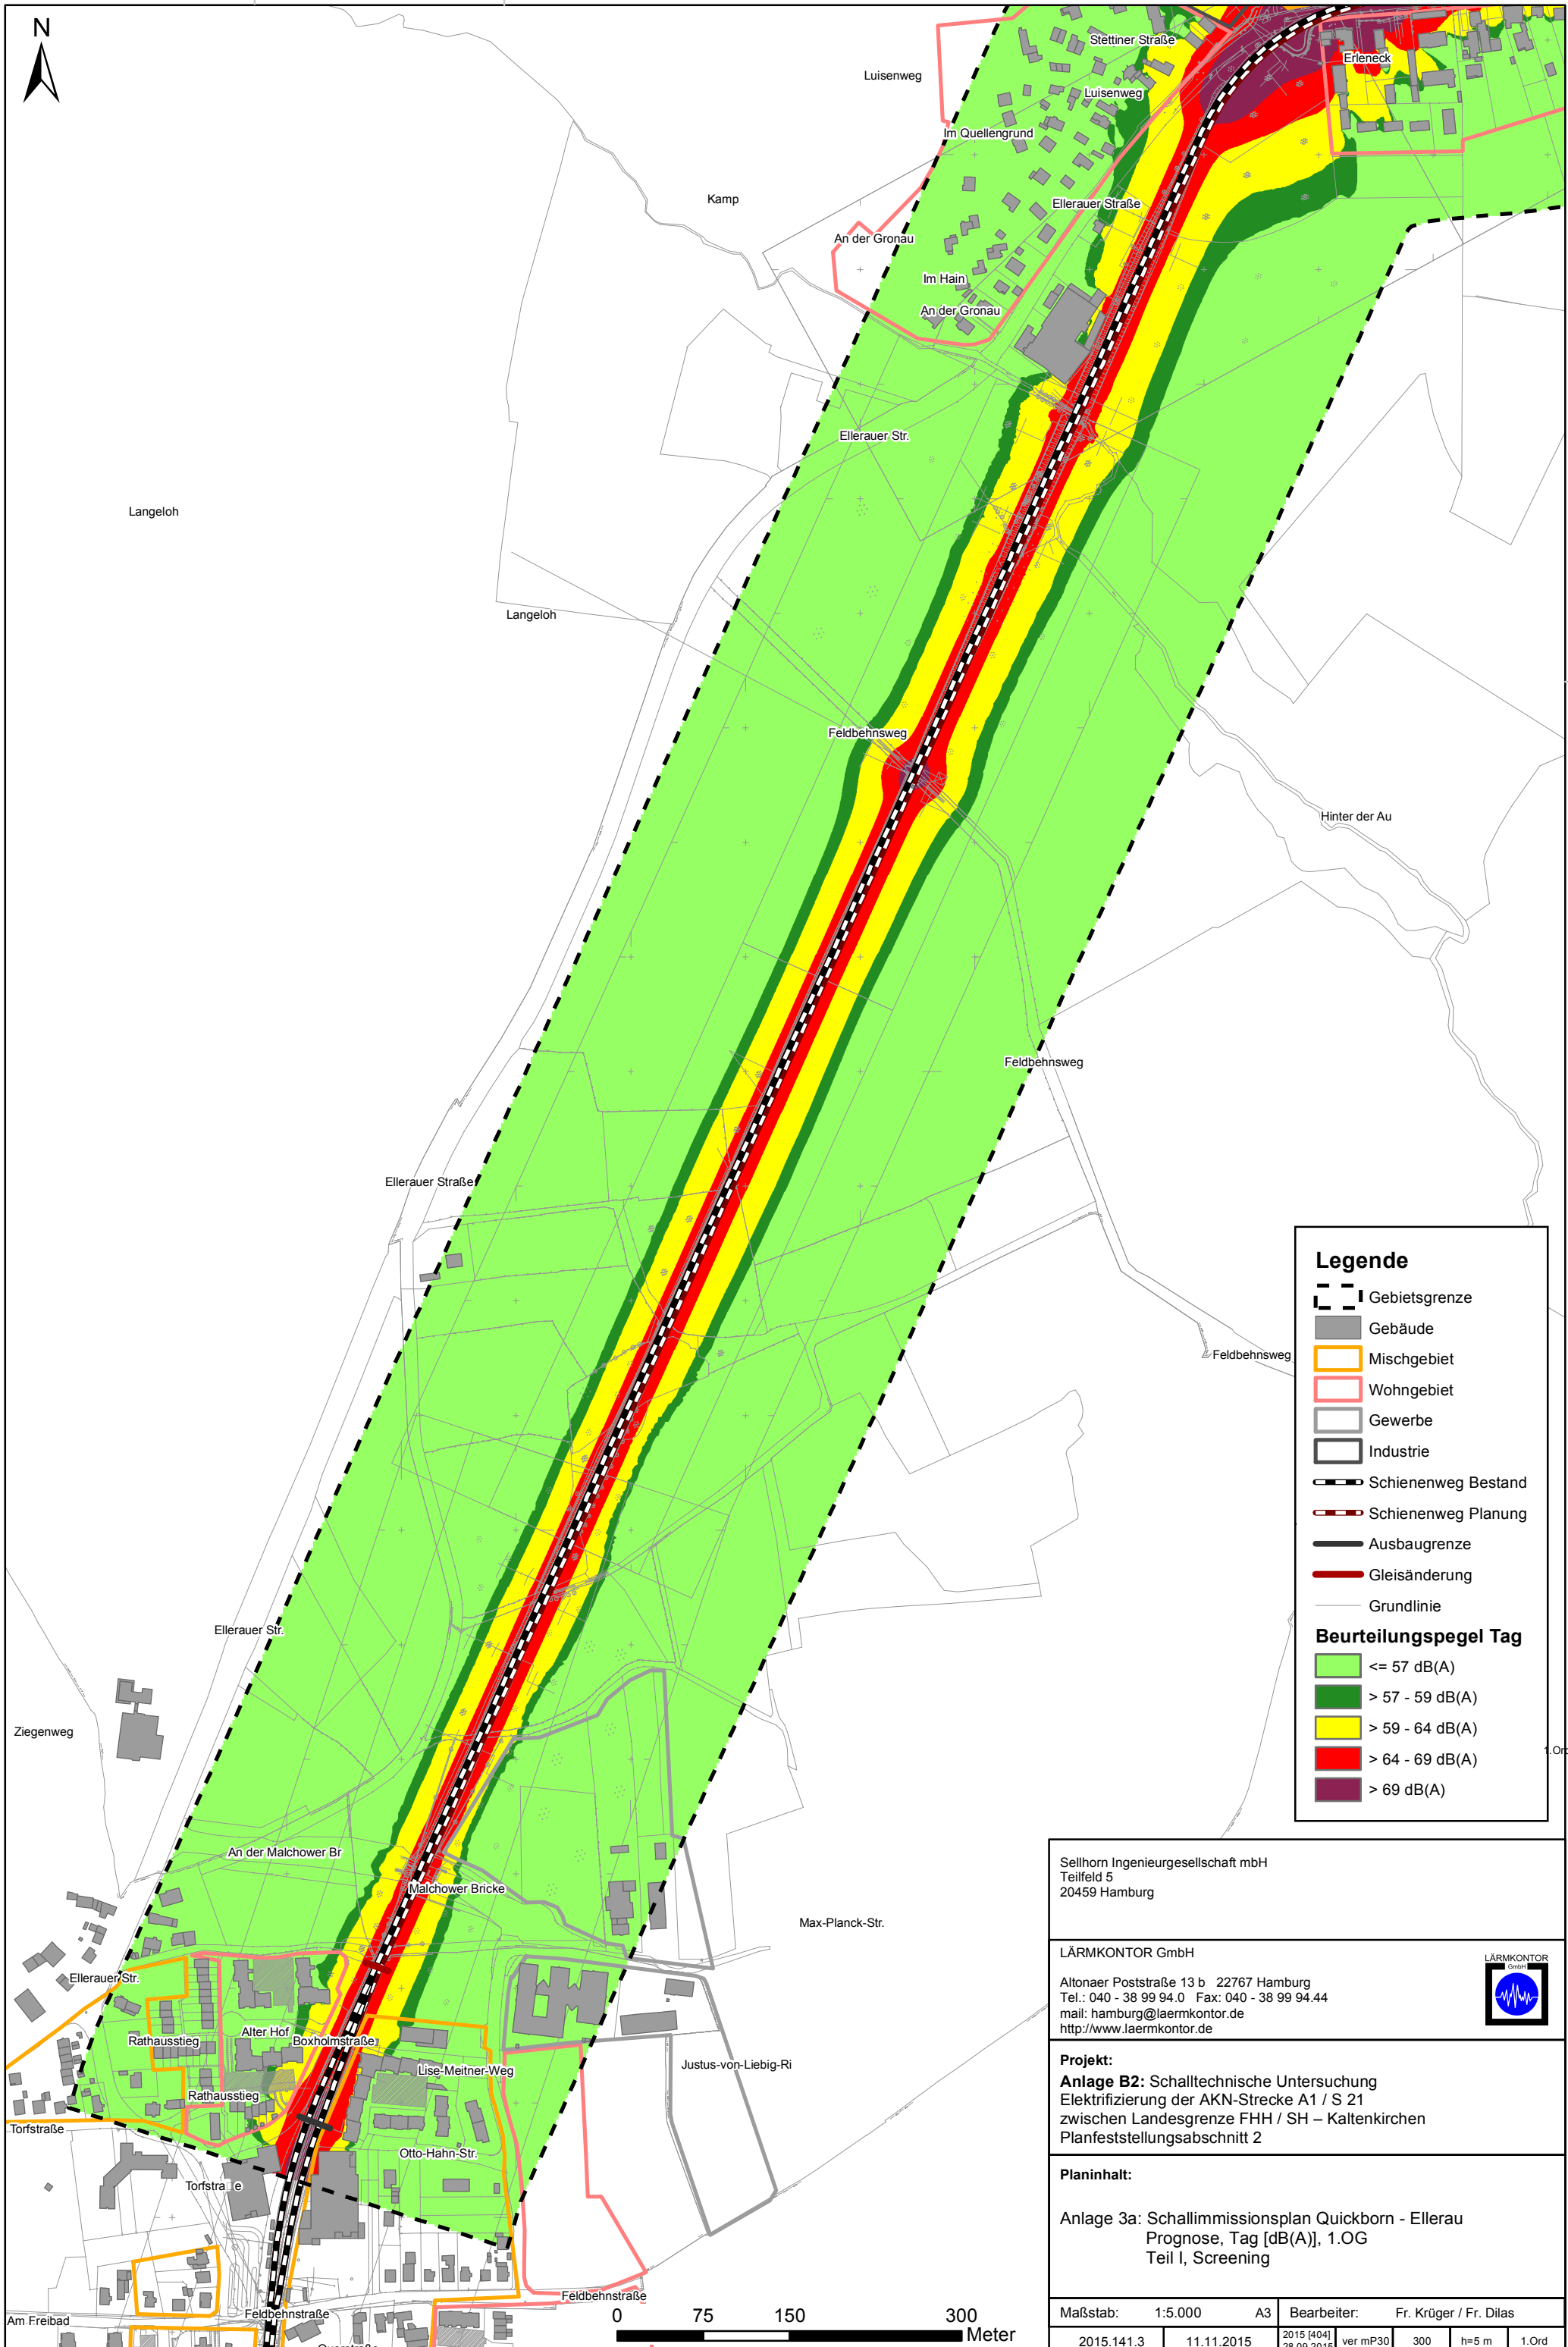 N
Stettiner Straße
Erleneck
Luisenweg
Luisenweg
Im Quellengrund
Kamp
Ellerauer Straße
An der Gronau
Im Hain
An der Gronau
Ellerauer Str.
Langeloh
Langeloh
Feldbehnsweg
Hinter der Au
Feldbehnsweg
Ellerauer Straße
Feldbehnsweg
Ellerauer Str.
Ziegenweg
An der Malchower Br
Malchower Bricke
Max-Planck-Str.
Ellerauer Str.
Rathausstieg
Alter Hof
Boxholmstraße
Lise-Meitner-Weg
Justus-von-Liebig-Ri
Rathausstieg
Torfstraße
Otto-Hahn-Str.
Torfstra□e
Feldbehnstraße
Feldbehnstraße
Am Freibad
Querstraße
0 75 150 300
Meter
Legende
Gebietsgrenze
Gebäude
Mischgebiet
Wohngebiet
Gewerbe
Industrie
Schienenweg Bestand
Schienenweg Planung
Ausbaugrenze
Gleisänderung
Grundlinie
Beurteilungspegel Tag
<= 57 dB(A)
> 57 - 59 dB(A)
> 59 - 64 dB(A)
> 64 - 69 dB(A)
> 69 dB(A)
1.Ord
Sellhorn Ingenieurgesellschaft mbH
Teilfeld 5
20459 Hamburg
LÄRMKONTOR GmbH
Altonaer Poststraße 13 b 22767 Hamburg
Tel.: 040 - 38 99 94.0 Fax: 040 - 38 99 94.44
mail: hamburg@laermkontor.de
http://www.laermkontor.de
LÄRMKONTOR
GmbH
Projekt:
Anlage B2: Schalltechnische Untersuchung
Elektrifizierung der AKN-Strecke A1 / S 21
zwischen Landesgrenze FHH / SH – Kaltenkirchen
Planfeststellungsabschnitt 2
Planinhalt:
Anlage 3a: Schallimmissionsplan Quickborn - Ellerau
Prognose, Tag [dB(A)], 1.OG
Teil I, Screening
Maßstab: 1:5.000 A3 Bearbeiter: Fr. Krüger / Fr. Dilas
2015.141.3 11.11.2015 2015 [404] 28.09.2015 ver mP30 300 h=5 m 1.Ord